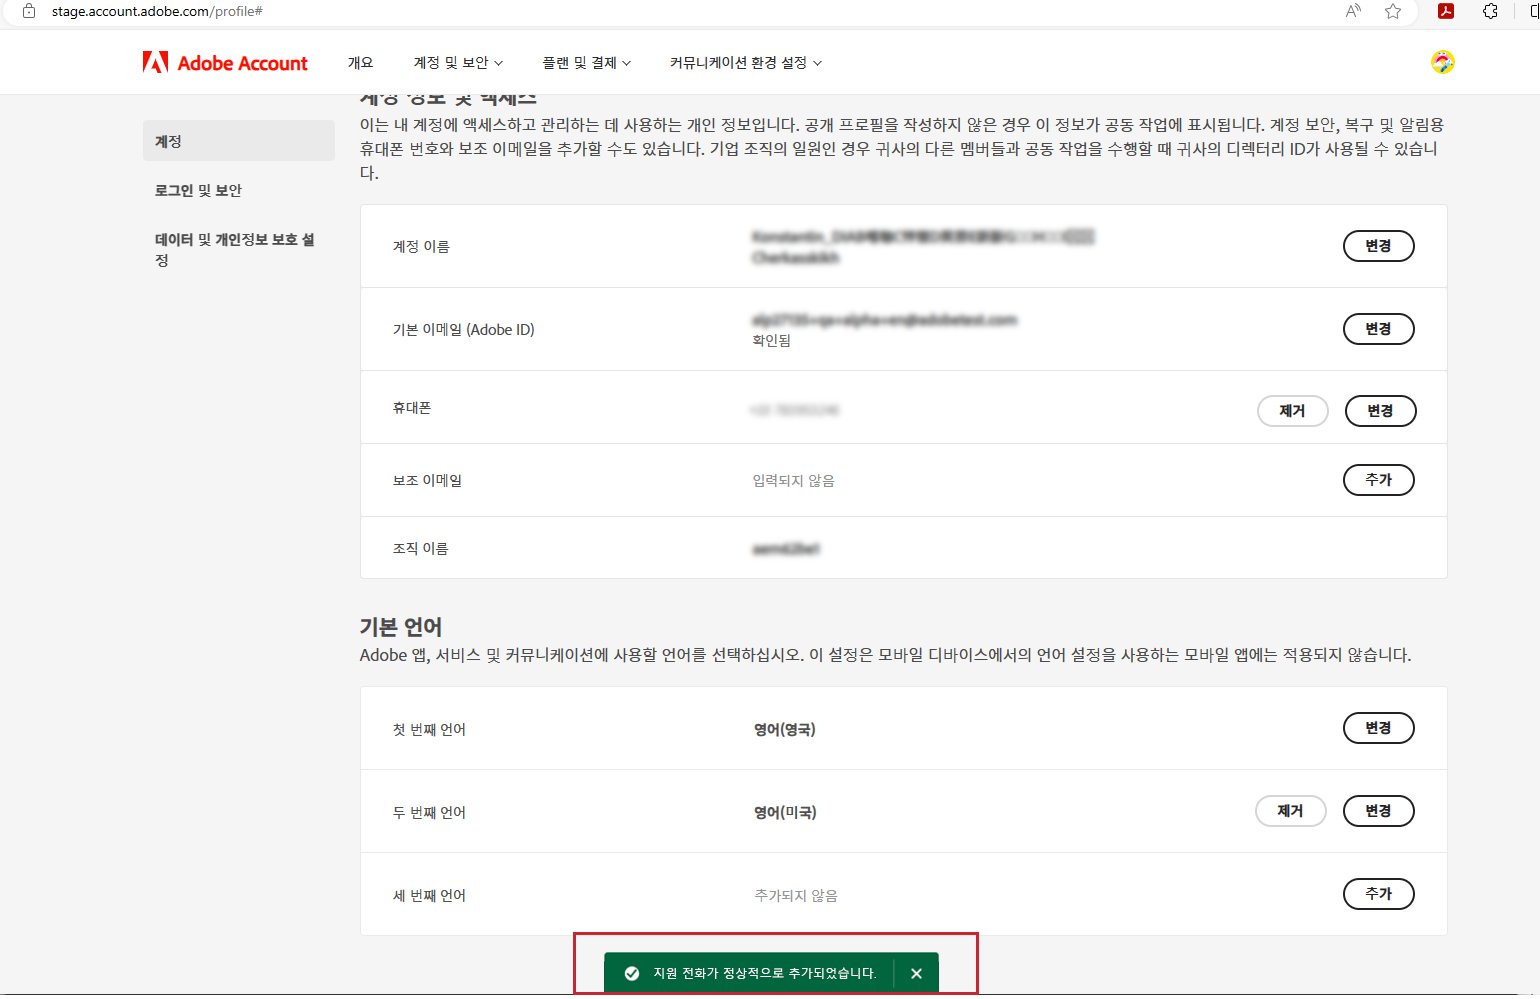 stage.account.adobe.com/profile#
Adobe Account
개요
계정 및 보안
플랜 및 결제
커뮤니케이션 환경 설정
계정 정보 및 액세스
계정
로그인 및 보안
데이터 및 개인정보 보호 설
정
이는 내 계정에 액세스하고 관리하는 데 사용하는 개인 정보입니다. 공개 프로필을 작성하지 않은 경우 이 정보가 공동 작업에 표시됩니다. 계정 보안, 복구 및 알림용
휴대폰 번호와 보조 이메일을 추가할 수도 있습니다. 기업 조직의 일원인 경우 귀사의 다른 멤버들과 공동 작업을 수행할 때 귀사의 디렉터리 ID가 사용될 수 있습니
다.
계정 이름
Cherkasskikh
변경
기본 이메일 (Adobe ID)
확인됨
변경
휴대폰
제거
변경
보조 이메일
입력되지 않음
추가
조직 이름
기본 언어
Adobe 앱, 서비스 및 커뮤니케이션에 사용할 언어를 선택하십시오. 이 설정은 모바일 디바이스에서의 언어 설정을 사용하는 모바일 앱에는 적용되지 않습니다.
첫 번째 언어
영어(영국)
변경
두 번째 언어
영어(미국)
제거
변경
세 번째 언어
추가되지 않음
추가
지원 전화가 정상적으로 추가되었습니다.